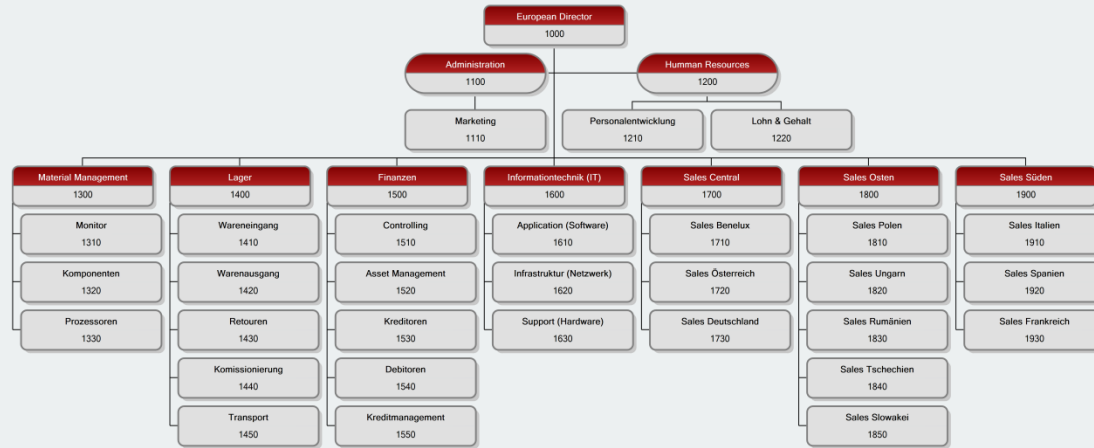 European Director
1000
Administration
1100
Humman Resources
1200
Marketing
1110
Personalentwicklung
1210
Lohn & Gehalt
1220
Material Management
1300
Lager
1400
Finanzen
1500
Informationtechnik (IT)
1600
Sales Central
1700
Sales Osten
1800
Sales Süden
1900
Monitor
1310
Komponenten
1320
Prozessoren
1330
Wareneingang
1410
Warenausgang
1420
Retouren
1430
Komissionierung
1440
Transport
1450
Controlling
1510
Asset Management
1520
Kreditoren
1530
Debitoren
1540
Kreditmanagement
1550
Application (Software)
1610
Infrastruktur (Netzwerk)
1620
Support (Hardware)
1630
Sales Benelux
1710
Sales Österreich
1720
Sales Deutschland
1730
Sales Polen
1810
Sales Ungarn
1820
Sales Rumänien
1830
Sales Tschechien
1840
Sales Slowakei
1850
Sales Italien
1910
Sales Spanien
1920
Sales Frankreich
1930